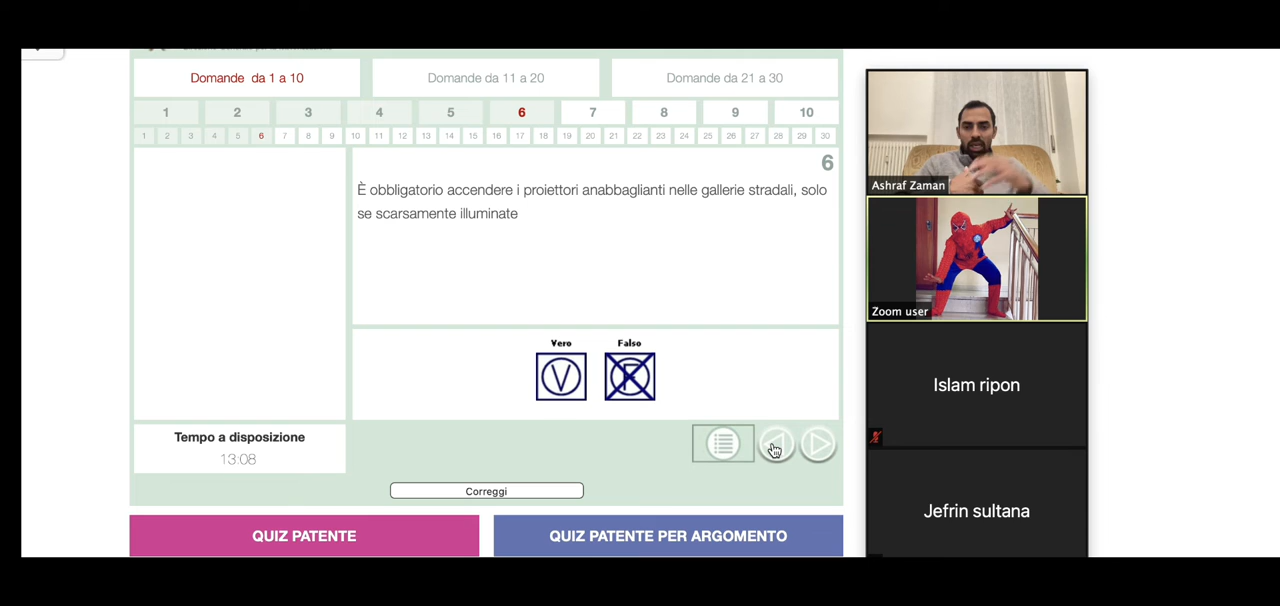 Domande da 1 a 10
Domande da 11 a 20
Domande da 21 a 30
1 2 3 4 5 6 7 8 9 10
1 2 3 4 5 6 7 8 9 10 11 12 13 14 15 16 17 18 19 20 21 22 23 24 25 26 27 28 29 30
6
È obbligatorio accendere i proiettori anabbaglianti nelle gallerie stradali, solo
se scarsamente illuminate
Vero Falso
V F
Tempo a disposizione
13:08
Correggi
QUIZ PATENTE
QUIZ PATENTE PER ARGOMENTO
Ashraf Zaman
Zoom user
Islam ripon
Jefrin sultana